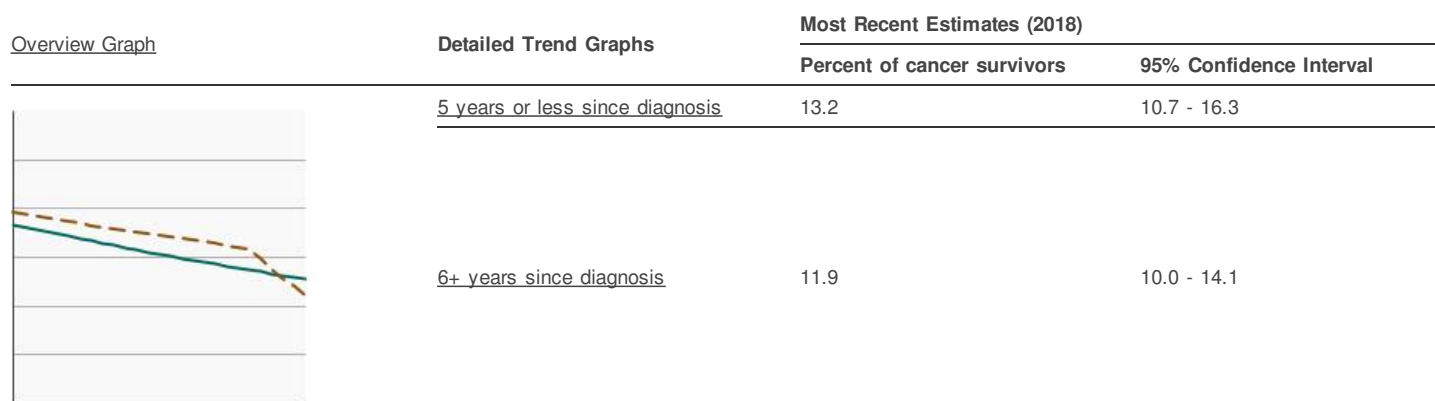 Most Recent Estimates (2018)
Overview Graph Detailed Trend Graphs
Percent of cancer survivors 95% Confidence Interval
5 years or less since diagnosis 13.2 10.7 - 16.3
6+ years since diagnosis 11.9 10.0 - 14.1